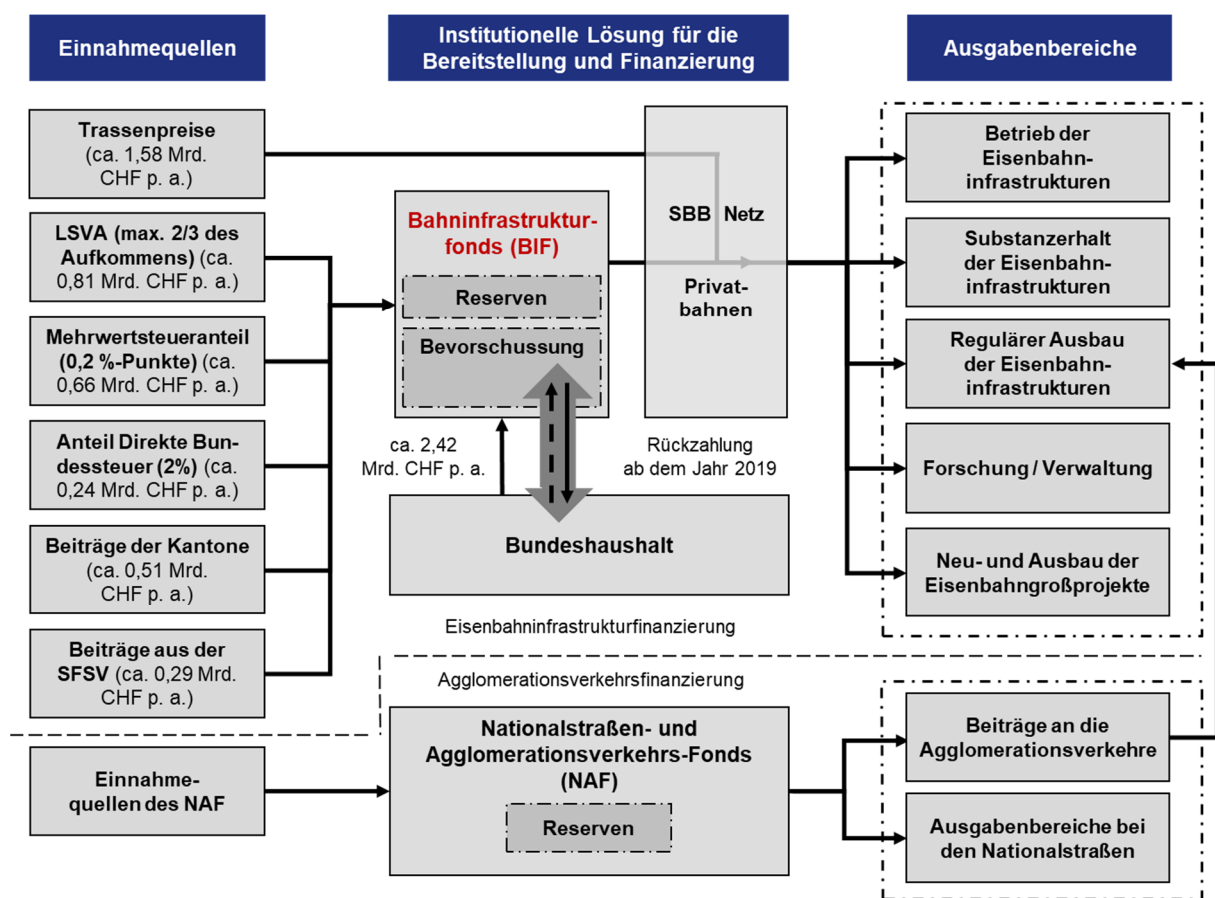 Einnahmequellen
Institutionelle Lösung für die
Bereitstellung und Finanzierung
Ausgabenbereiche
Trassenpreise
(ca. 1,58 Mrd.
CHF p. a.)
LSVA (max. 2/3 des
Aufkommens) (ca.
0,81 Mrd. CHF p. a.)
Mehrwertsteueranteil
(0,2 %-Punkte) (ca.
0,66 Mrd. CHF p. a.)
Anteil Direkte Bun-
dessteuer (2%) (ca.
0,24 Mrd. CHF p. a.)
Beiträge der Kantone
(ca. 0,51 Mrd.
CHF p. a.)
Beiträge aus der
SFSV (ca. 0,29 Mrd.
CHF p. a.)
Einnahme-
quellen des NAF
Bahninfrastruktur-
fonds (BIF)
Reserven
Bevorschussung
SBB Netz
Privat-
bahnen
ca. 2,42
Mrd. CHF p. a.
Rückzahlung
ab dem Jahr 2019
Bundeshaushalt
Eisenbahninfrastrukturfinanzierung
Agglomerationsverkehrsfinanzierung
Nationalstraßen- und
Agglomerationsverkehrs-Fonds
(NAF)
Reserven
Betrieb der
Eisenbahn-
infrastrukturen
Substanzerhalt
der Eisenbahn-
infrastrukturen
Regulärer Ausbau
der Eisenbahn-
infrastrukturen
Forschung / Verwaltung
Neu- und Ausbau der
Eisenbahngroßprojekte
Beiträge an die
Agglomerationsverkehre
Ausgabenbereiche bei
den Nationalstraßen